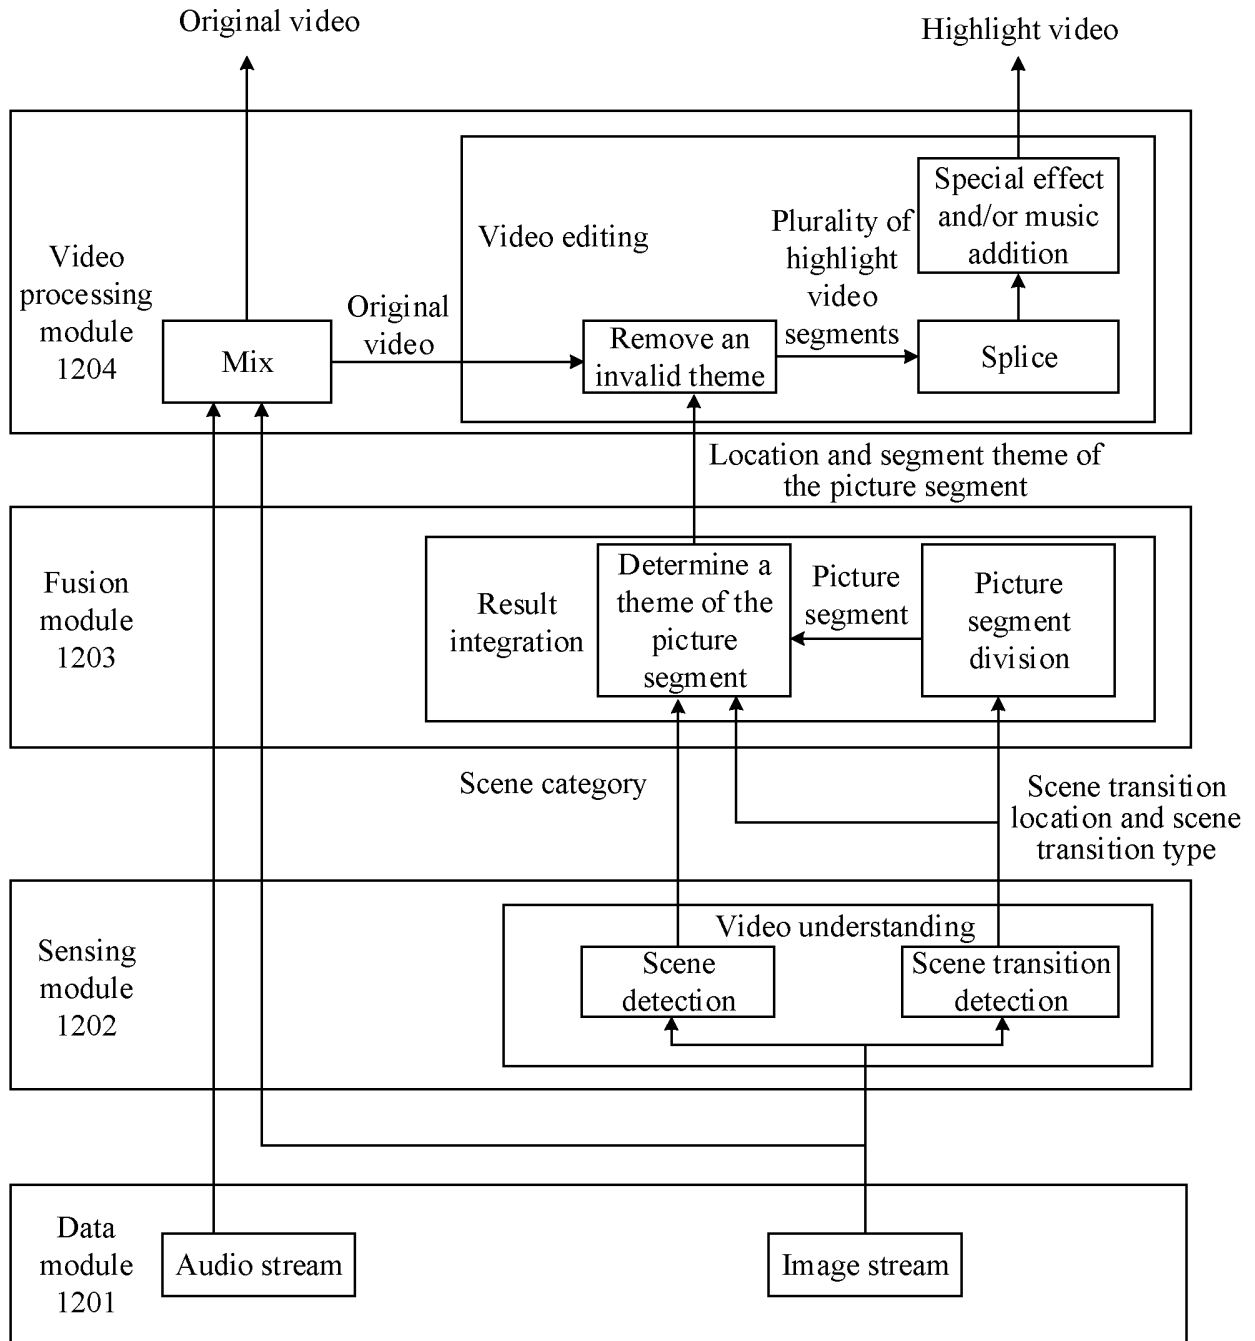 Original video
Highlight video
Video
processing
module
1204
Video editing
Special effect
and/or music
addition
Plurality of
highlight
video
segments
Original
video
Mix
Remove an
invalid theme
Splice
Location and segment theme of
the picture segment
Fusion
module
1203
Result
integration
Determine a
theme of the
picture
segment
Picture
segment
Picture
segment
division
Scene category
Scene transition
location and scene
transition type
Sensing
module
1202
Video understanding
Scene
detection
Scene transition
detection
Data
module
1201
Audio stream
Image stream